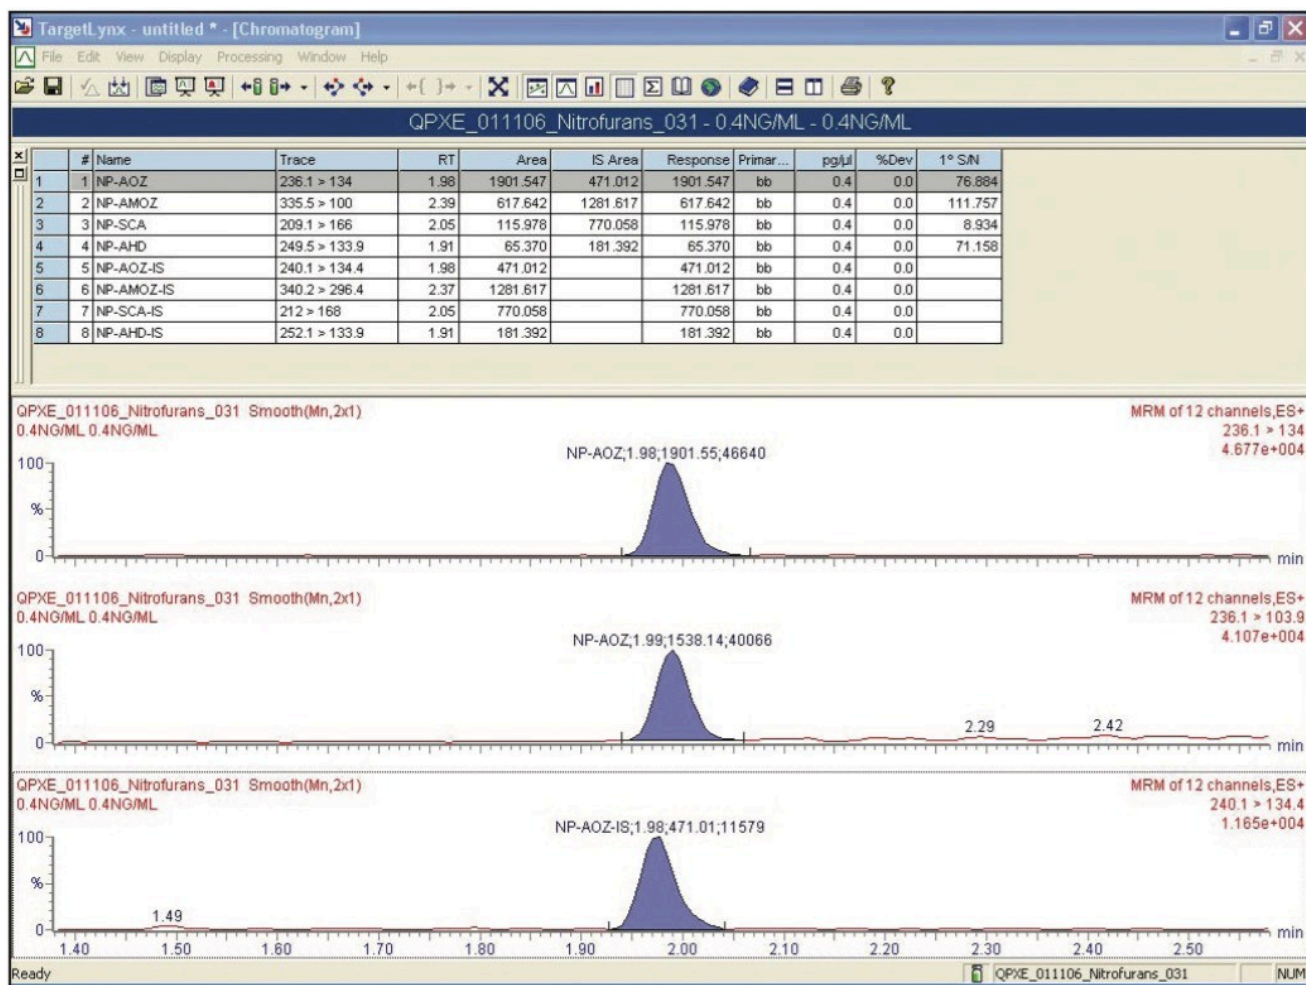 TargetLynx - untitled * - [Chromatogram]
File Edit View Display Processing Window Help
QPXE_011106_Nitrofurans_031 - 0.4NG/ML - 0.4NG/ML
# Name Trace RT Area IS Area Response Primar... pg/µl %Dev 1° S/N
1 1 NP-AOZ 236.1 > 134 1.98 1901.547 471.012 1901.547 bb 0.4 0.0 76.884
2 2 NP-AMOZ 335.5 > 100 2.39 617.642 1281.617 617.642 bb 0.4 0.0 111.757
3 3 NP-SCA 209.1 > 166 2.05 115.978 770.058 115.978 bb 0.4 0.0 8.934
4 4 NP-AHD 249.5 > 133.9 1.91 65.370 181.392 65.370 bb 0.4 0.0 71.158
5 5 NP-AOZ-IS 240.1 > 134.4 1.98 471.012 471.012 bb 0.4 0.0
6 6 NP-AMOZ-IS 340.2 > 296.4 2.37 1281.617 1281.617 bb 0.4 0.0
7 7 NP-SCA-IS 212 > 168 2.05 770.058 770.058 bb 0.4 0.0
8 8 NP-AHD-IS 252.1 > 133.9 1.91 181.392 181.392 bb 0.4 0.0
QPXE_011106_Nitrofurans_031 Smooth(Mn,2x1)
0.4NG/ML 0.4NG/ML
MRM of 12 channels,ES+
236.1 > 134
4.677e+004
NP-AOZ;1.98;1901.55;46640
100
%
0
min
QPXE_011106_Nitrofurans_031 Smooth(Mn,2x1)
0.4NG/ML 0.4NG/ML
MRM of 12 channels,ES+
236.1 > 103.9
4.107e+004
NP-AOZ;1.99;1538.14;40066
100
%
2.29 2.42
0
min
QPXE_011106_Nitrofurans_031 Smooth(Mn,2x1)
0.4NG/ML 0.4NG/ML
MRM of 12 channels,ES+
240.1 > 134.4
1.165e+004
NP-AOZ-IS;1.98;471.01;11579
100
%
1.49
0
min
1.40 1.50 1.60 1.70 1.80 1.90 2.00 2.10 2.20 2.30 2.40 2.50
Ready QPXE_011106_Nitrofurans_031 NUM